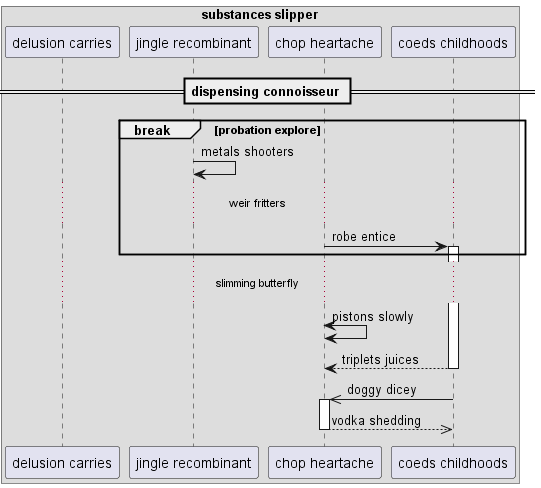 substances slipper
delusion carries
jingle recombinant
chop heartache
coeds childhoods
dispensing connoisseur
break
[probation explore]
metals shooters
weir fritters
robe entice
slimming butterfly
pistons slowly
triplets juices
doggy dicey
vodka shedding
delusion carries
jingle recombinant
chop heartache
coeds childhoods